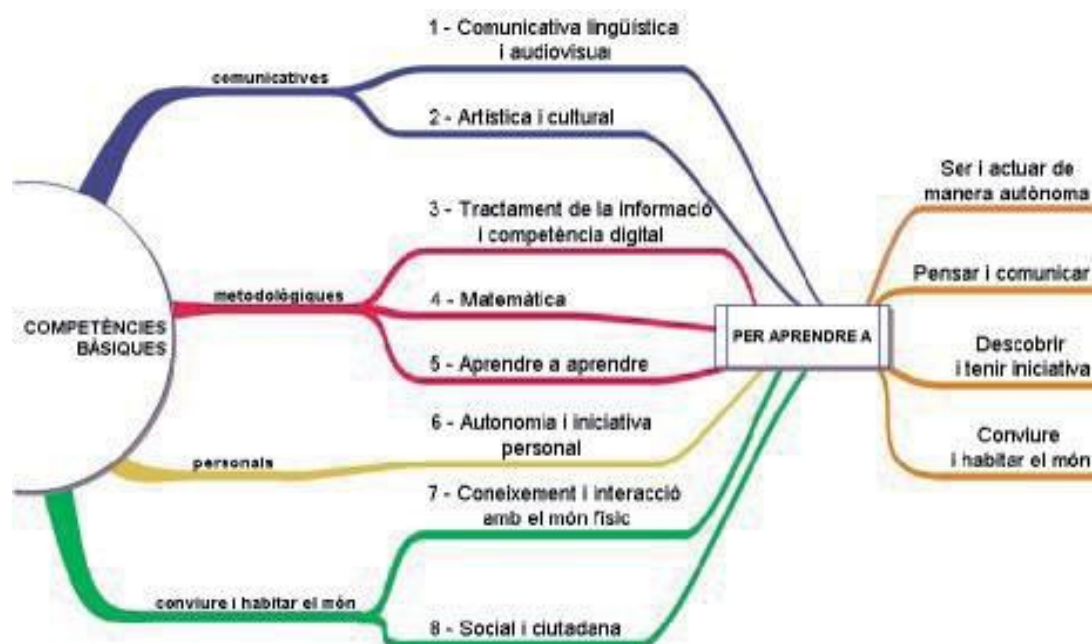 COMPETÈNCIES
BÀSIQUES
comunicatives
1 - Comunicativa lingüística
i audiovisual
2 - Artística i cultural
metodològiques
3 - Tractament de la informació
i competència digital
4 - Matemàtica
5 - Aprendre a aprendre
personals
6 - Autonomia i iniciativa
personal
conviure i habitar el món
7 - Coneixement i interacció
amb el món físic
8 - Social i ciutadana
PER APRENDRE A
Ser i actuar de
manera autònoma
Pensar i comunicar
Descobrir
i tenir iniciativa
Conviure
i habitar el món